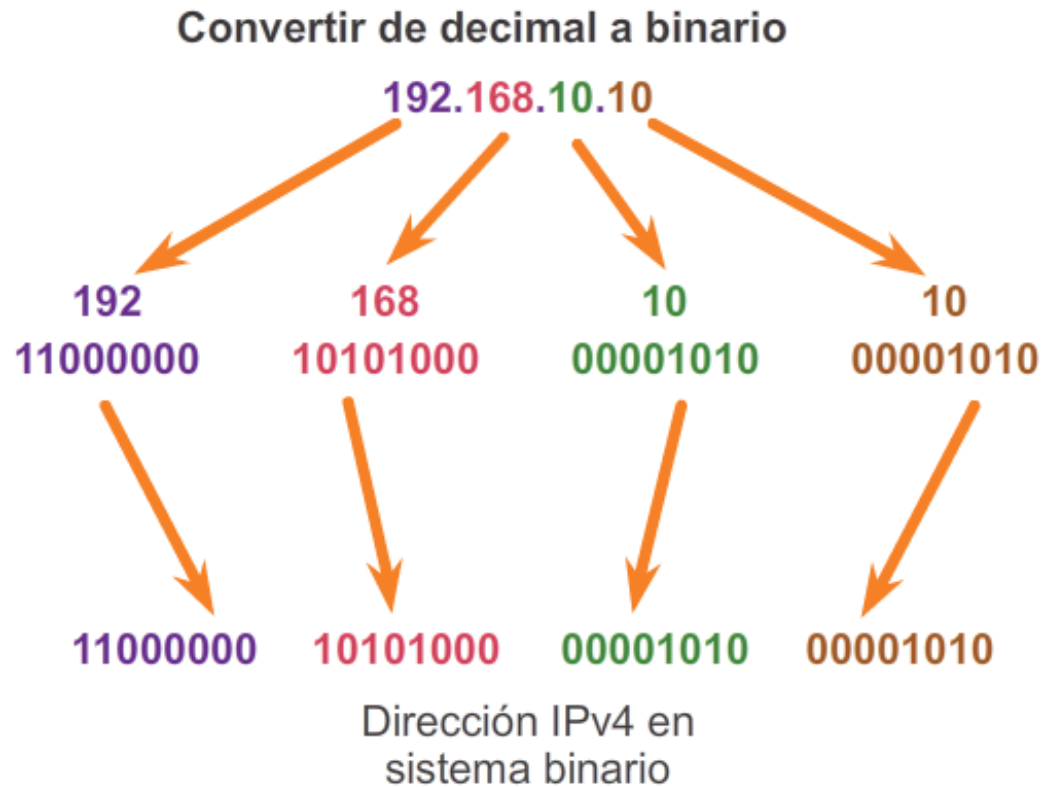 Convertir de decimal a binario
192.168.10.10
192 168 10 10
11000000 10101000 00001010 00001010
11000000 10101000 00001010 00001010
Dirección IPv4 en
sistema binario